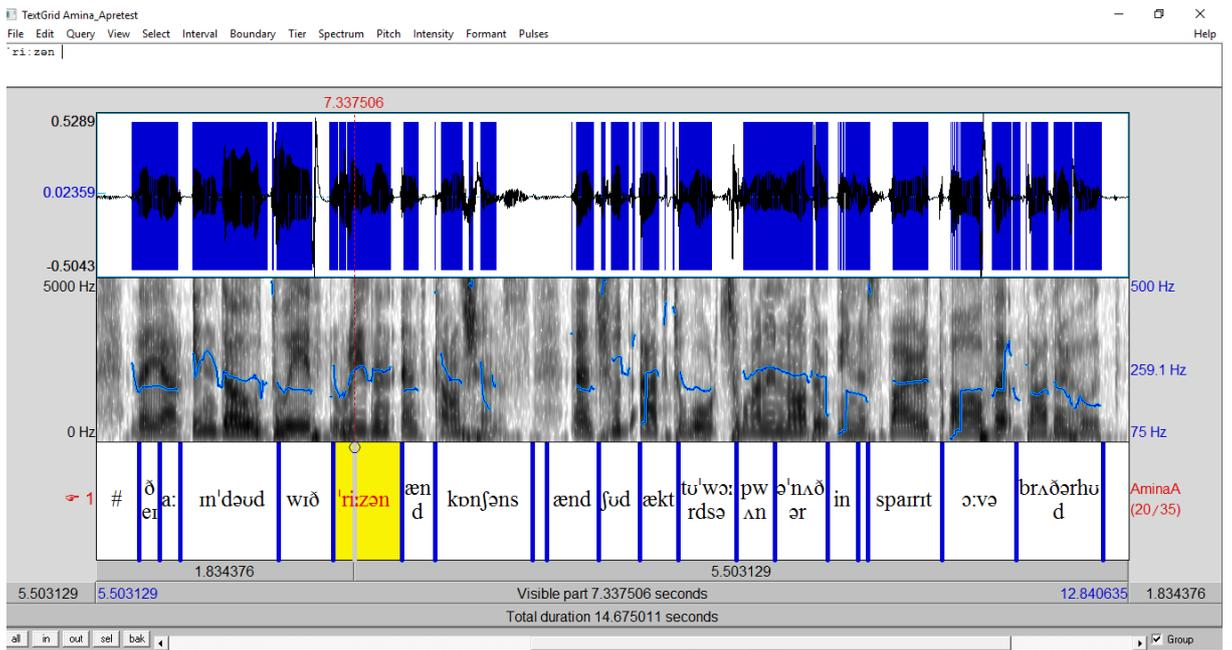 TextGrid Amina_Apretest
File Edit Query View Select Interval Boundary Tier Spectrum Pitch Intensity Formant Pulses Help
ˈriːzən
7.337506
0.5289
0.02359
-0.5043
5000 Hz 500 Hz
259.1 Hz
0 Hz 75 Hz
☞ 1 # ðeɪ a: ɪnˈdəʊd wɪð ˈriːzən ænd kɒnʃəns ænd ʃʊd ækt tʊˈwɔːrdsə pwʌn əˈnʌðər in spaɪrɪt ɔːvə brʌðərhʊd AminaA (20/35)
1.834376 5.503129
5.503129 5.503129 Visible part 7.337506 seconds 12.840635 1.834376
Total duration 14.675011 seconds
all in out sel bak Group